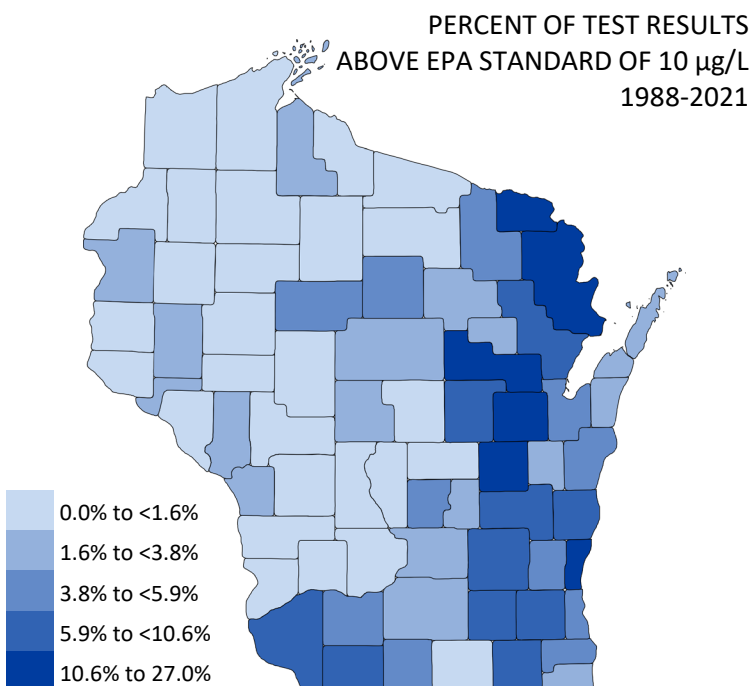 PERCENT OF TEST RESULTS
ABOVE EPA STANDARD OF 10 µg/L
1988-2021
0.0% to <1.6%
1.6% to <3.8%
3.8% to <5.9%
5.9% to <10.6%
10.6% to 27.0%